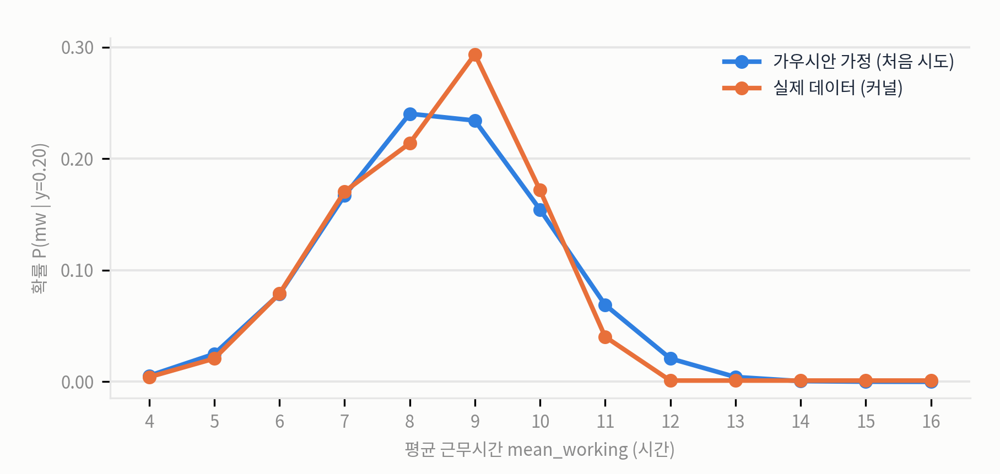 0.30
0.20
0.10
0.00
확률 P(mw | y=0.20)
가우시안 가정 (처음 시도)
실제 데이터 (커널)
4 5 6 7 8 9 10 11 12 13 14 15 16
평균 근무시간 mean_working (시간)